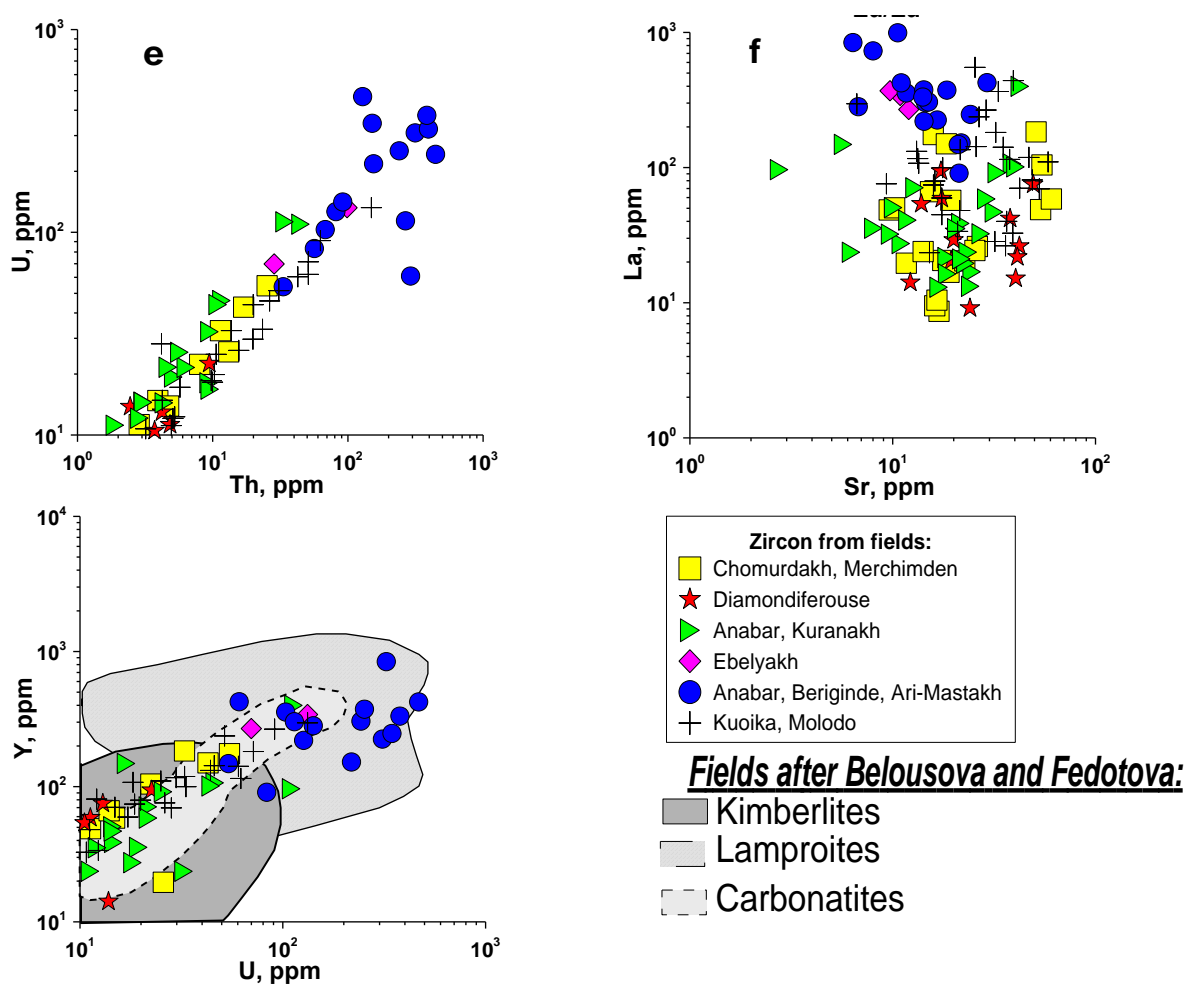 e
U, ppm
10³
10²
10¹
10⁰
10¹
10²
10³
Th, ppm
f
La, ppm
10³
10²
10¹
10⁰
10⁰
10¹
10²
Sr, ppm
Y, ppm
10⁴
10³
10²
10¹
10¹
10²
10³
U, ppm
Zircon from fields:
Chomurdakh, Merchimden
Diamondiferouse
Anabar, Kuranakh
Ebelyakh
Anabar, Beriginde, Ari-Mastakh
Kuoika, Molodo
Fields after Belousova and Fedotova:
Kimberlites
Lamproites
Carbonatites